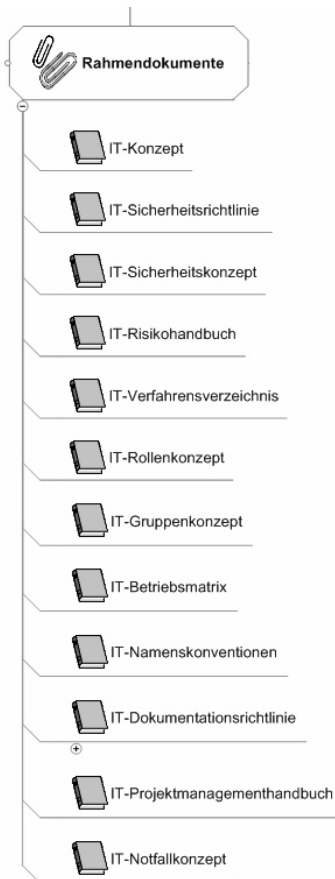 Rahmendokumente
IT-Konzept
IT-Sicherheitsrichtlinie
IT-Sicherheitskonzept
IT-Risikohandbuch
IT-Verfahrensverzeichnis
IT-Rollenkonzept
IT-Gruppenkonzept
IT-Betriebsmatrix
IT-Namenskonventionen
IT-Dokumentationsrichtlinie
IT-Projektmanagementhandbuch
IT-Notfallkonzept